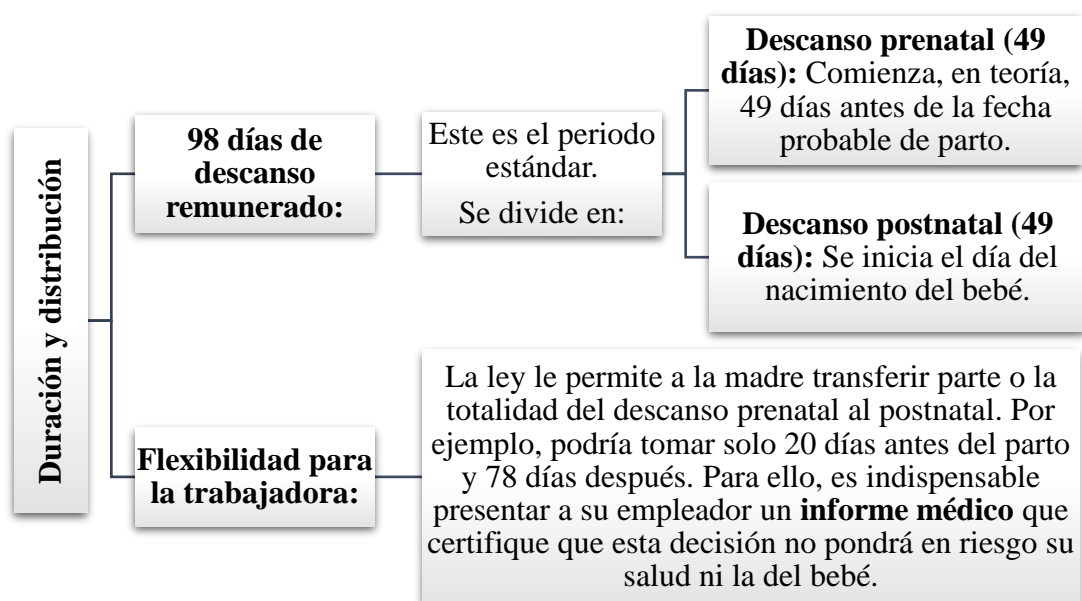 Duración y distribución
98 días de
descanso
remunerado:
Este es el periodo
estándar.
Se divide en:
Descanso prenatal (49
días): Comienza, en teoría,
49 días antes de la fecha
probable de parto.
Descanso postnatal (49
días): Se inicia el día del
nacimiento del bebé.
Flexibilidad para
la trabajadora:
La ley le permite a la madre transferir parte o la
totalidad del descanso prenatal al postnatal. Por
ejemplo, podría tomar solo 20 días antes del parto
y 78 días después. Para ello, es indispensable
presentar a su empleador un informe médico que
certifique que esta decisión no pondrá en riesgo su
salud ni la del bebé.